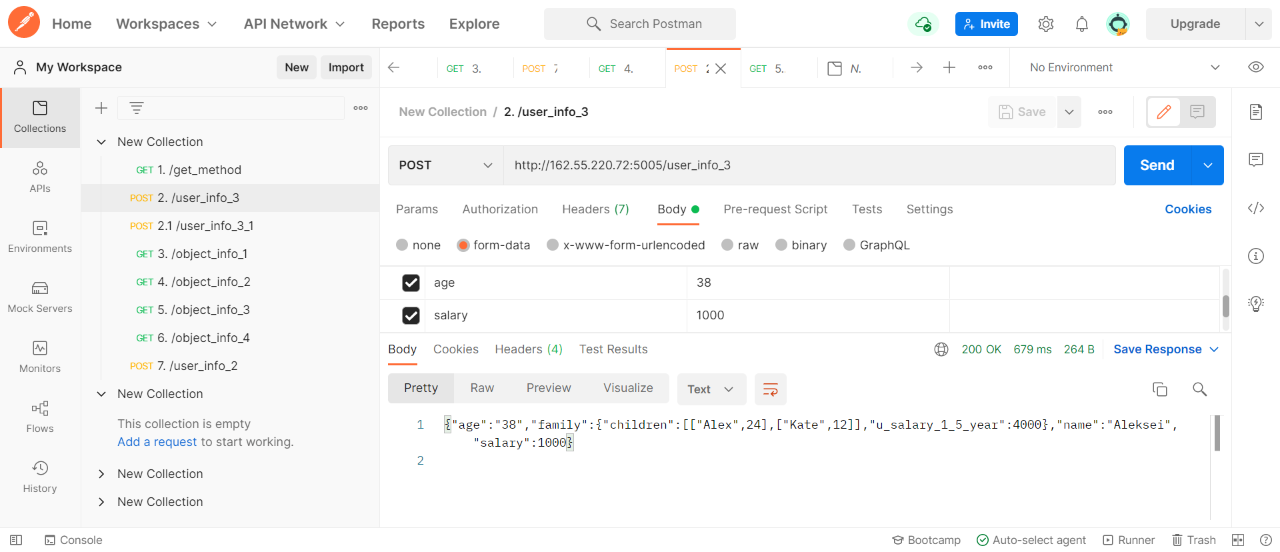 Home Workspaces API Network Reports Explore Search Postman Invite Upgrade
My Workspace New Import GET 3. POST 7 GET 4. POST 2 GET 5. N. No Environment
Collections
APIs
Environments
Mock Servers
Monitors
Flows
History
New Collection
GET 1. /get_method
POST 2. /user_info_3
POST 2.1 /user_info_3_1
GET 3. /object_info_1
GET 4. /object_info_2
GET 5. /object_info_3
GET 6. /object_info_4
POST 7. /user_info_2
New Collection
This collection is empty
Add a request to start working.
New Collection
New Collection
New Collection / 2. /user_info_3 Save
POST http://162.55.220.72:5005/user_info_3 Send
Params Authorization Headers (7) Body Pre-request Script Tests Settings Cookies
none form-data x-www-form-urlencoded raw binary GraphQL
age 38
salary 1000
Body Cookies Headers (4) Test Results 200 OK 679 ms 264 B Save Response
Pretty Raw Preview Visualize Text
1 {"age":"38","family":{"children":[["Alex",24],["Kate",12]],"u_salary_1_5_year":4000},"name":"Aleksei",
"salary":1000}
2
Console Bootcamp Auto-select agent Runner Trash